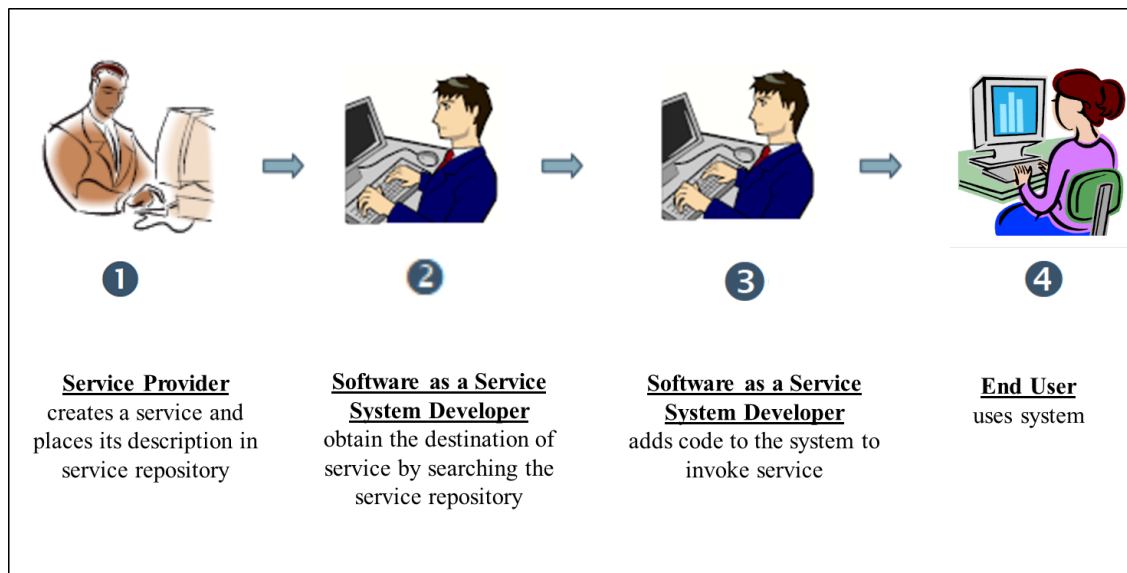 1
2
3
4
Service Provider
creates a service and
places its description in
service repository
Software as a Service
System Developer
obtain the destination of
service by searching the
service repository
Software as a Service
System Developer
adds code to the system to
invoke service
End User
uses system